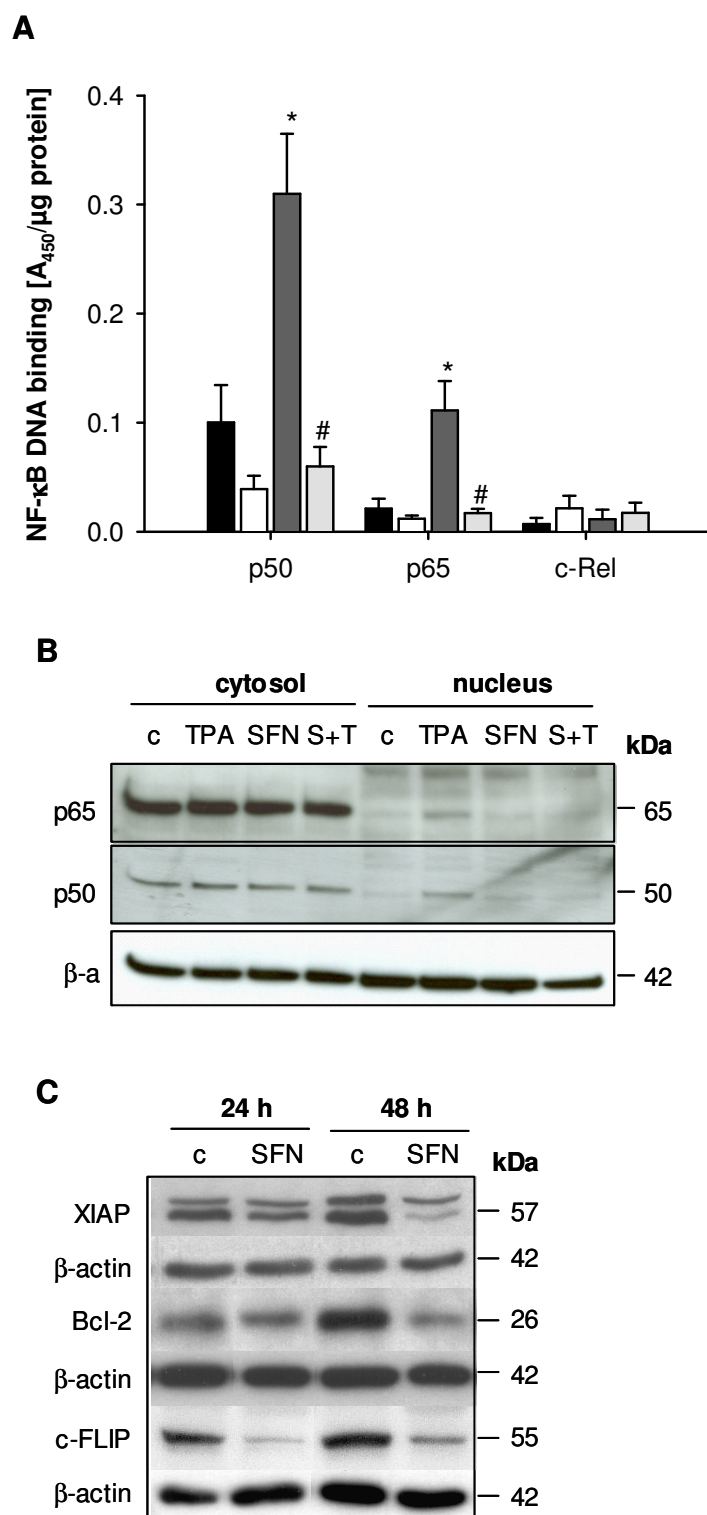 A
NF-κB DNA binding [A450/µg protein]
0.4
0.3
0.2
0.1
0.0
*
#
*
#
p50 p65 c-Rel
B
cytosol nucleus
c TPA SFN S+T c TPA SFN S+T kDa
p65 65
p50 50
β-a 42
C
24 h 48 h
c SFN c SFN kDa
XIAP 57
β-actin 42
Bcl-2 26
β-actin 42
c-FLIP 55
β-actin 42